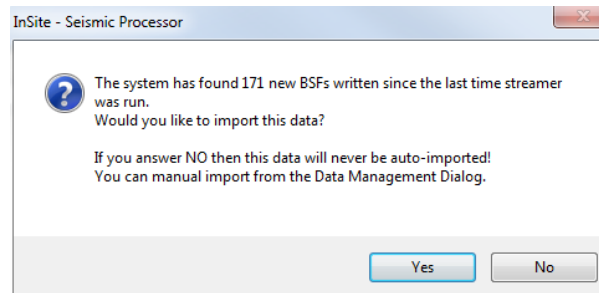 InSite - Seismic Processor
The system has found 171 new BSFs written since the last time streamer
was run.
Would you like to import this data?
If you answer NO then this data will never be auto-imported!
You can manual import from the Data Management Dialog.
Yes
No